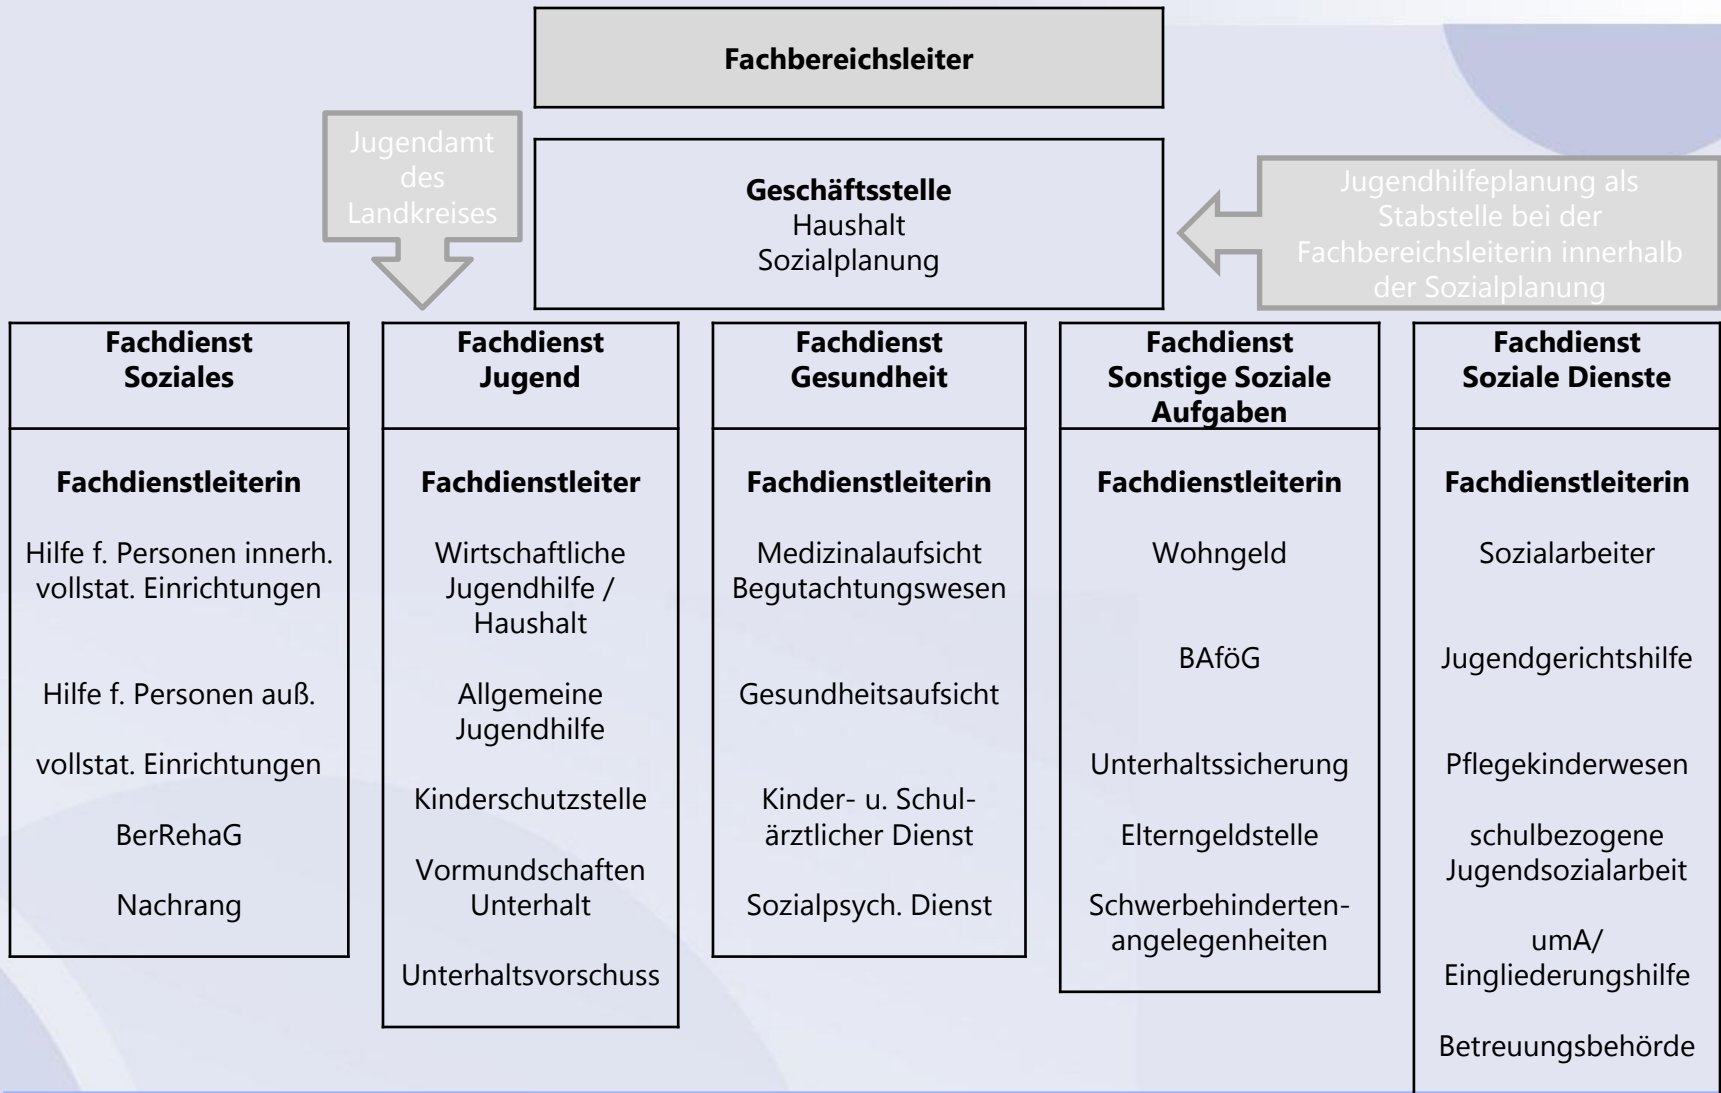 Fachbereichsleiter
Jugendamt
des
Landkreises
Geschäftsstelle
Haushalt
Sozialplanung
Jugendhilfeplanung als
Stabstelle bei der
Fachbereichsleiterin innerhalb
der Sozialplanung
Fachdienst
Soziales
Fachdienstleiterin
Hilfe f. Personen innerh.
vollstat. Einrichtungen
Hilfe f. Personen auß.
vollstat. Einrichtungen
BerRehaG
Nachrang
Fachdienst
Jugend
Fachdienstleiter
Wirtschaftliche
Jugendhilfe /
Haushalt
Allgemeine
Jugendhilfe
Kinderschutzstelle
Vormundschaften
Unterhalt
Unterhaltsvorschuss
Fachdienst
Gesundheit
Fachdienstleiterin
Medizinalaufsicht
Begutachtungswesen
Gesundheitsaufsicht
Kinder- u. Schul-
ärztlicher Dienst
Sozialpsych. Dienst
Fachdienst
Sonstige Soziale
Aufgaben
Fachdienstleiterin
Wohngeld
BAföG
Unterhaltssicherung
Elterngeldstelle
Schwerbehinderten-
angelegenheiten
Fachdienst
Soziale Dienste
Fachdienstleiterin
Sozialarbeiter
Jugendgerichtshilfe
Pflegekinderwesen
schulbezogene
Jugendsozialarbeit
umA/
Eingliederungshilfe
Betreuungsbehörde